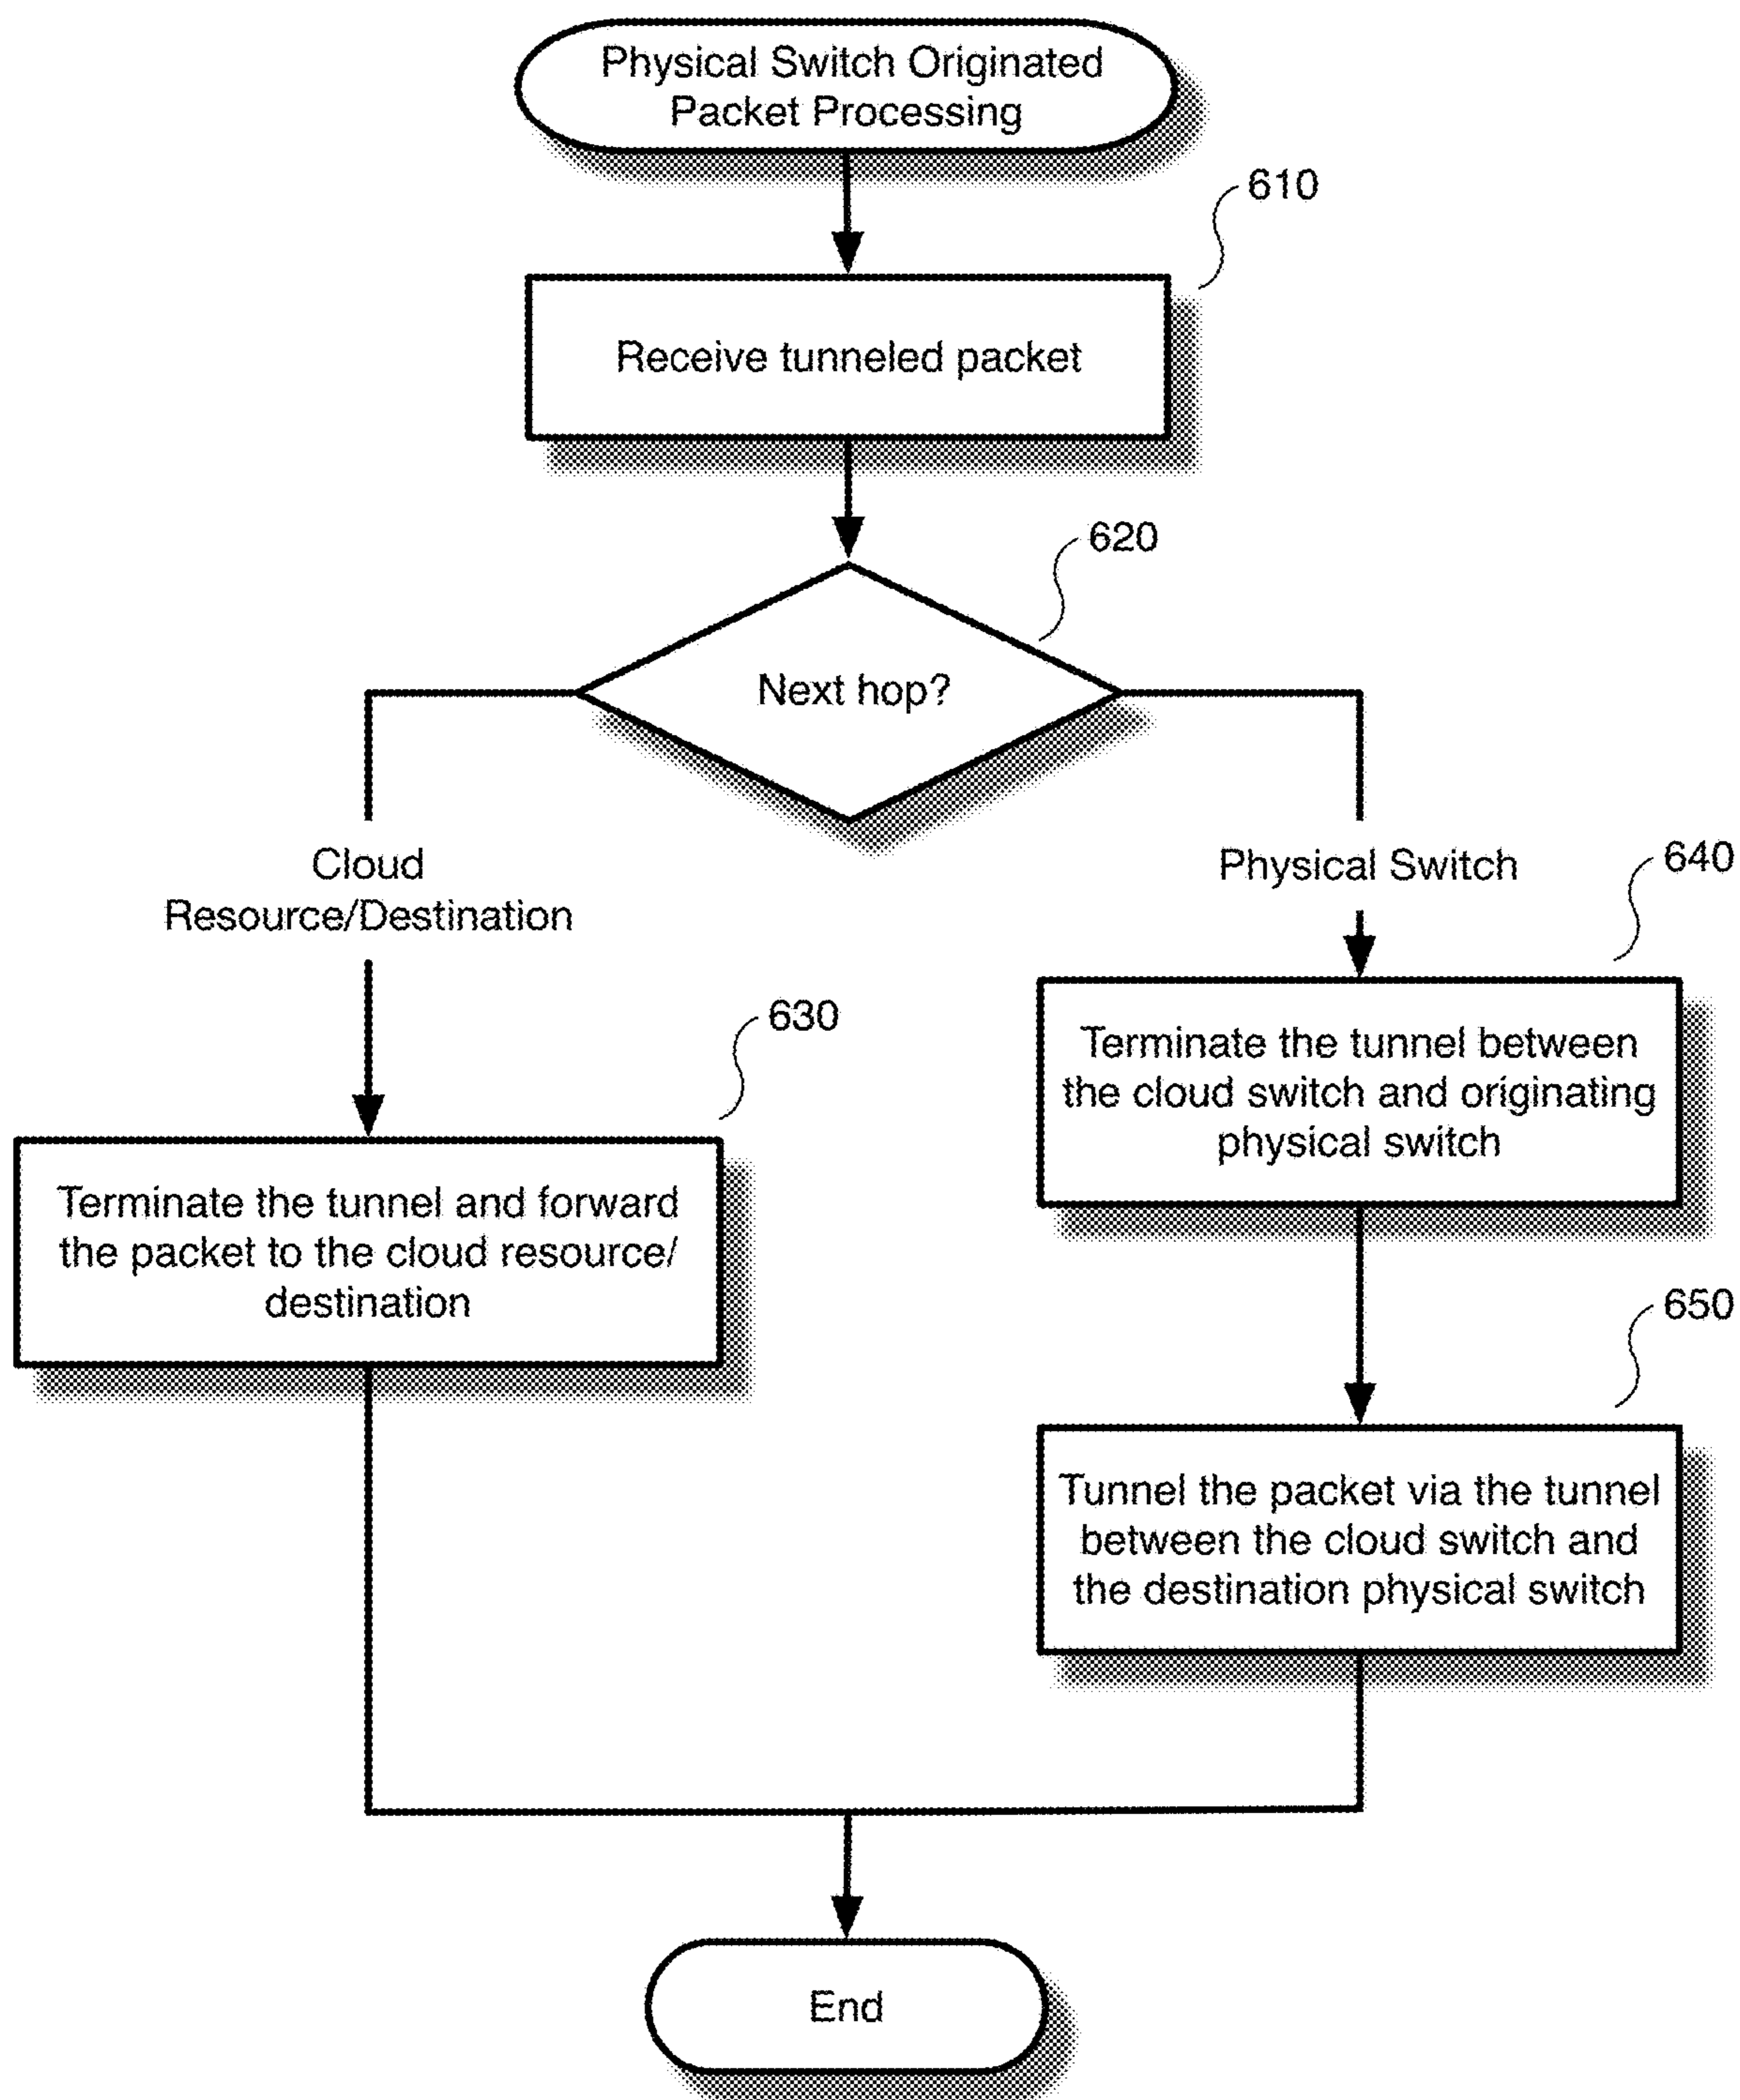 Physical Switch Originated
Packet Processing
610
Receive tunneled packet
620
Next hop?
Cloud
Resource/Destination
Physical Switch
640
Terminate the tunnel between
the cloud switch and originating
physical switch
630
Terminate the tunnel and forward
the packet to the cloud resource/
destination
650
Tunnel the packet via the tunnel
between the cloud switch and
the destination physical switch
End